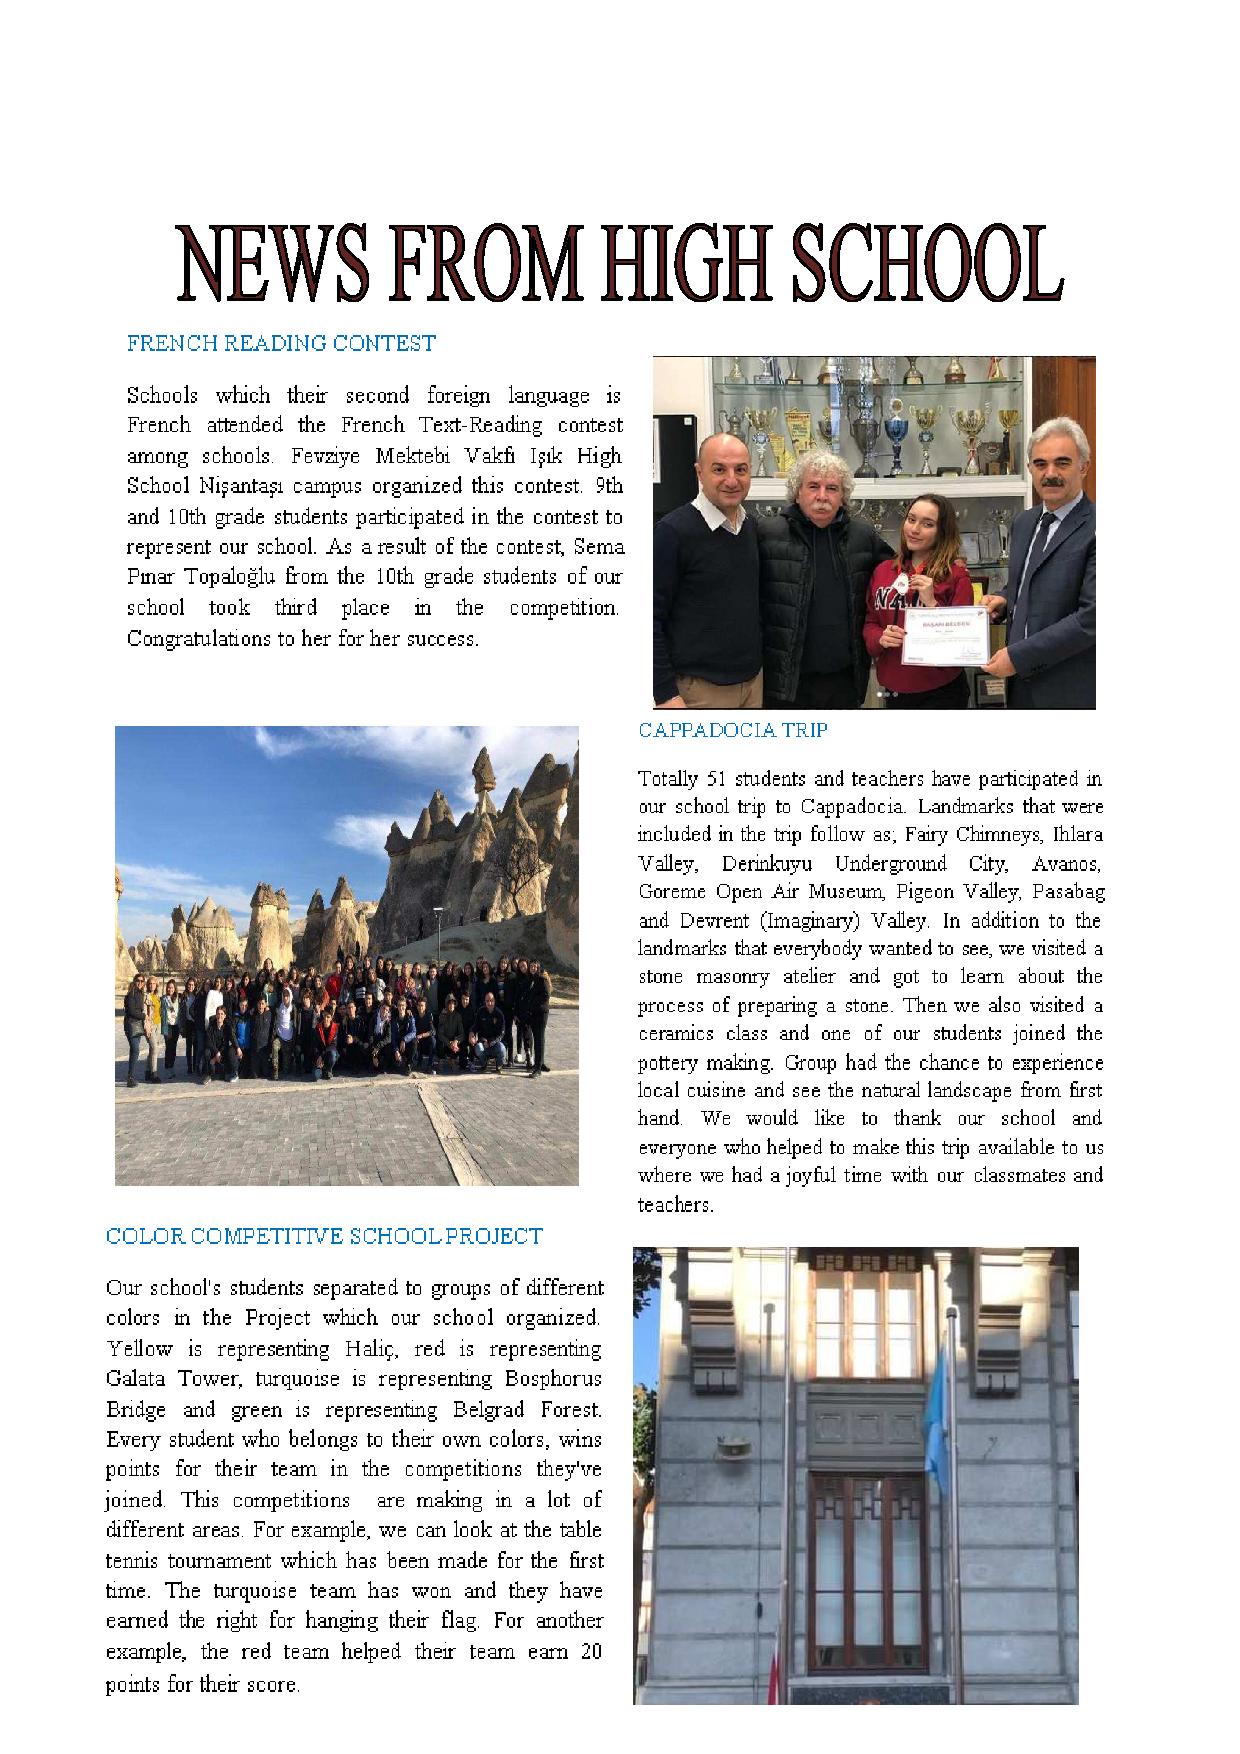 NEWS FROM HIGH SCHOOL
FRENCH READING CONTEST
Schools which their second foreign language is
French attended the French Text-Reading contest
among schools. Fevziye Mektebi Vakfi Işık High
School Nişantaşı campus organized this contest. 9th
and 10th grade students participated in the contest to
represent our school. As a result of the contest, Sema
Pınar Topaloğlu from the 10th grade students of our
school took third place in the competition.
Congratulations to her for her success.
BAŞARI BELGESİ
CAPPADOCIA TRIP
Totally 51 students and teachers have participated in
our school trip to Cappadocia. Landmarks that were
included in the trip follow as; Fairy Chimneys, Ihlara
Valley, Derinkuyu Underground City, Avanos,
Goreme Open Air Museum, Pigeon Valley, Pasabag
and Devrent (Imaginary) Valley. In addition to the
landmarks that everybody wanted to see, we visited a
stone masonry atelier and got to learn about the
process of preparing a stone. Then we also visited a
ceramics class and one of our students joined the
pottery making. Group had the chance to experience
local cuisine and see the natural landscape from first
hand. We would like to thank our school and
everyone who helped to make this trip available to us
where we had a joyful time with our classmates and
teachers.
COLOR COMPETITIVE SCHOOL PROJECT
Our school's students separated to groups of different
colors in the Project which our school organized.
Yellow is representing Haliç, red is representing
Galata Tower, turquoise is representing Bosphorus
Bridge and green is representing Belgrad Forest.
Every student who belongs to their own colors, wins
points for their team in the competitions they've
joined. This competitions are making in a lot of
different areas. For example, we can look at the table
tennis tournament which has been made for the first
time. The turquoise team has won and they have
earned the right for hanging their flag. For another
example, the red team helped their team earn 20
points for their score.